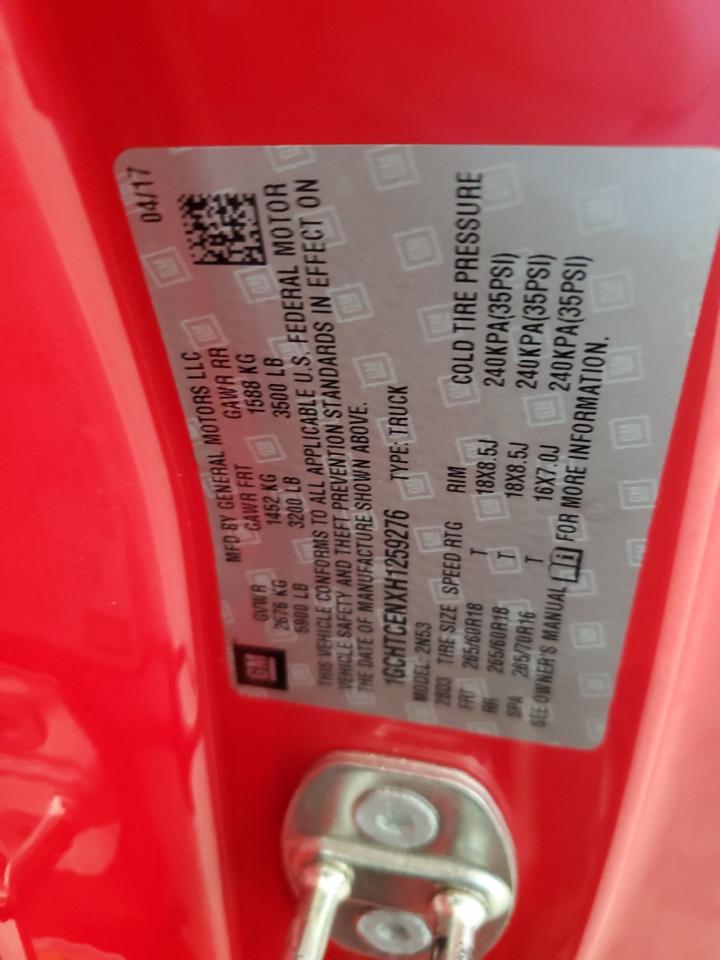 04/17
MFD BY GENERAL MOTORS LLC
GM
GVWR GAWR FRT GAWR RR
2676 KG 1452 KG 1588 KG
5900 LB 3200 LB 3500 LB
THIS VEHICLE CONFORMS TO ALL APPLICABLE U.S. FEDERAL MOTOR
VEHICLE SAFETY AND THEFT PREVENTION STANDARDS IN EFFECT ON
THE DATE OF MANUFACTURE SHOWN ABOVE.
1GCHTCENXH1259276 TYPE: TRUCK
MODEL: 2N53
28D3 TIRE SIZE SPEED RTG RIM COLD TIRE PRESSURE
FRT 265/60R18 T 18X8.5J 240KPA(35PSI)
RR 265/60R18 T 18X8.5J 240KPA(35PSI)
SPA 265/70R16 T 16X7.0J 240KPA(35PSI)
SEE OWNER'S MANUAL FOR MORE INFORMATION.